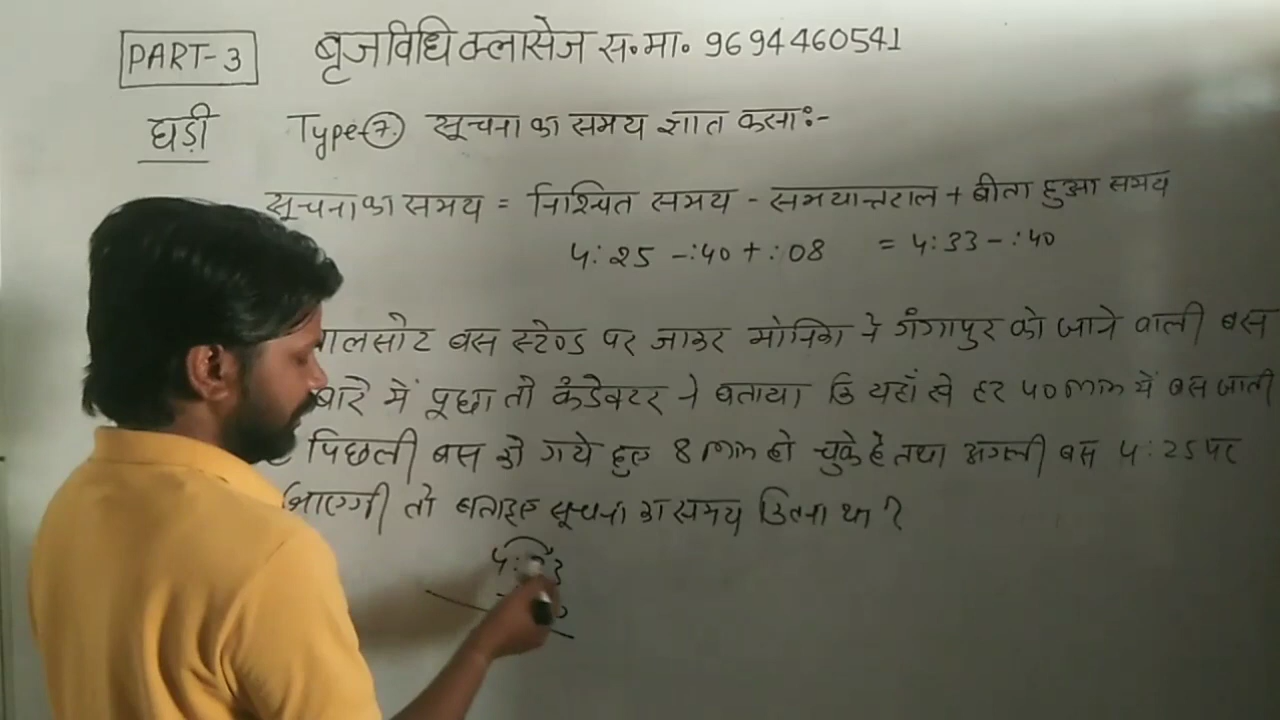 PART-3 बृजविधि क्लासेज स.मा. 9694460541
घड़ी Type-7. सूचना का समय ज्ञात करना:-
सूचना का समय = निश्चित समय - समयान्तराल + बीता हुआ समय
4:25 -:40 + :08 = 4:33 - :40
लालसोट बस स्टेण्ड पर जाकर मोनिका ने गंगापुर को जाने वाली बस
बारे में पूछा तो कंडेक्टर ने बताया कि यहाँ से हर 40 min में बस जाती
पिछली बस को गये हुए 8 min हो चुके है तथा अगली बस 4:25 पर
जाएगी तो बताइए सूचना का समय कितना था?